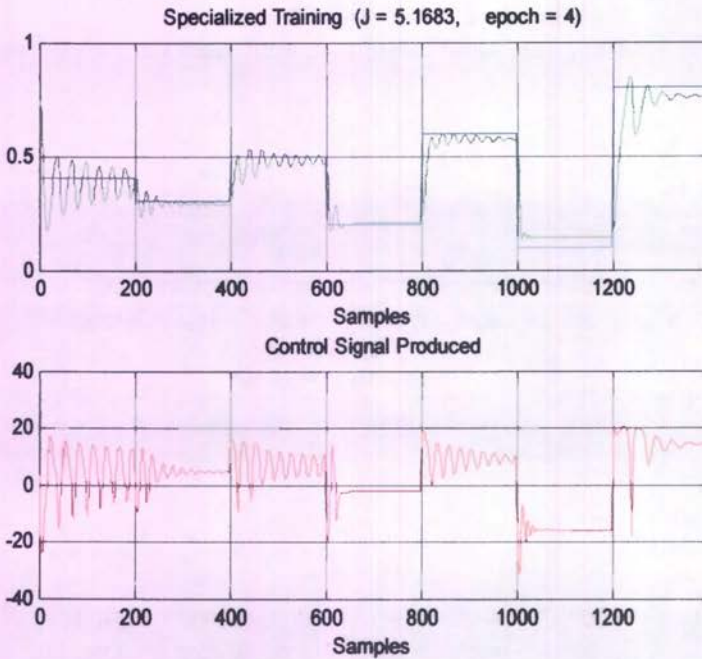 Specialized Training (J = 5.1683, epoch = 4)
1
0.5
0
0 200 400 600 800 1000 1200
Samples
Control Signal Produced
40
20
0
-20
-40
0 200 400 600 800 1000 1200
Samples